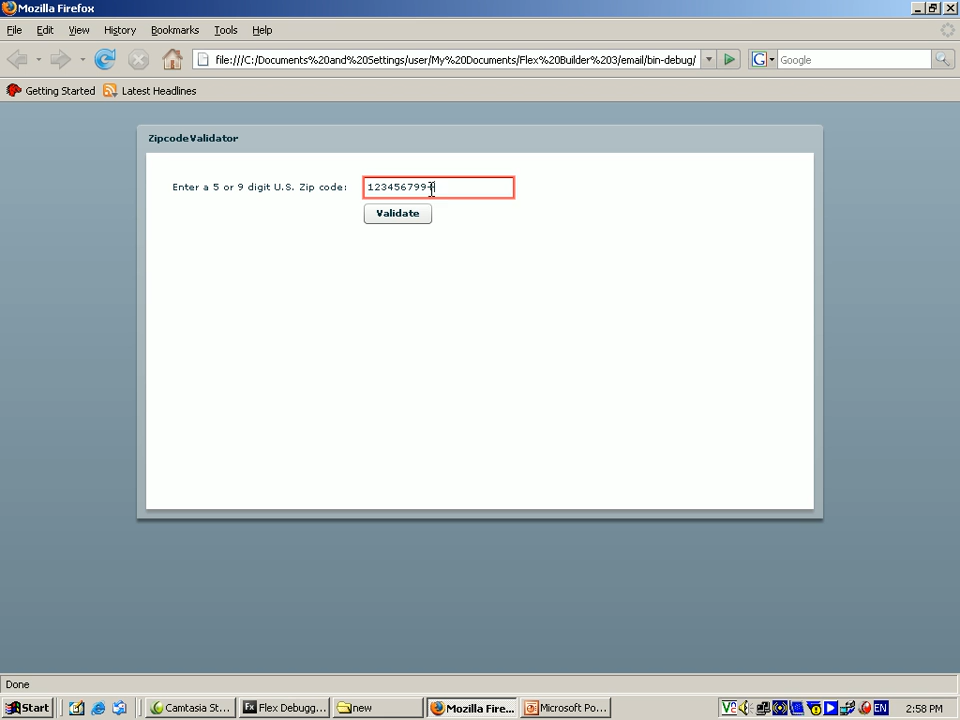 Mozilla Firefox
File Edit View History Bookmarks Tools Help
file:///C:/Documents%20and%20Settings/user/My%20Documents/Flex%20Builder%203/email/bin-debug/
G Google
Getting Started Latest Headlines
ZipcodeValidator
Enter a 5 or 9 digit U.S. Zip code:
Validate
Done
Start Camtasia St... Fx Flex Debugg... new Mozilla Fire... Microsoft Po... EN 2:58 PM